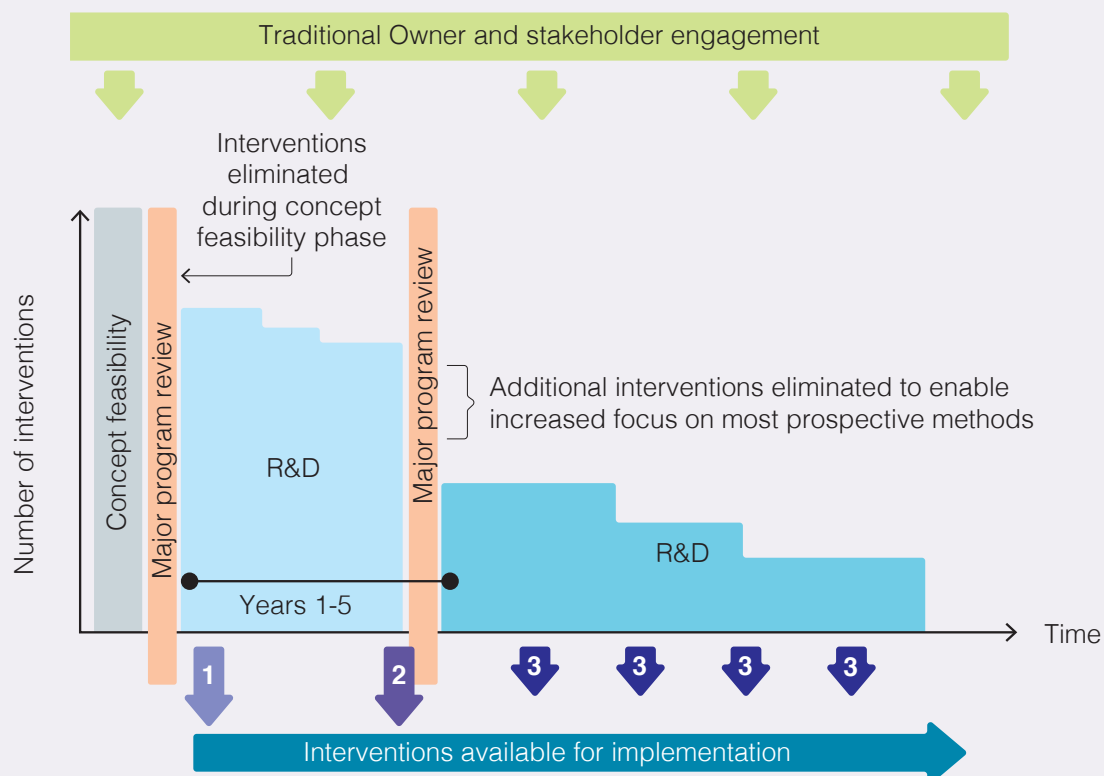 Traditional Owner and stakeholder engagement
Interventions
eliminated
during concept
feasibility phase
Number of interventions
Concept feasibility
Major program review
Major program review
Additional interventions eliminated to enable
increased focus on most prospective methods
R&D
R&D
Years 1-5
Time
1
2
3
3
3
3
Interventions available for implementation